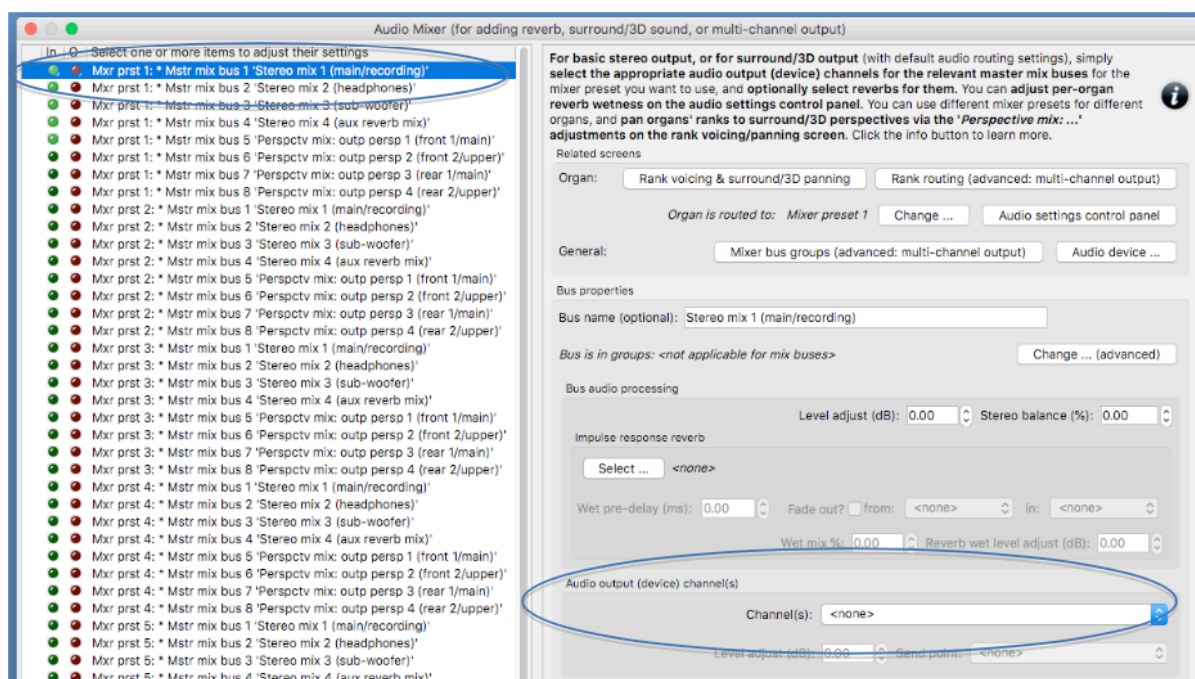 Audio Mixer (for adding reverb, surround/3D sound, or multi-channel output)
In O Select one or more items to adjust their settings
Mxr prst 1: * Mstr mix bus 1 'Stereo mix 1 (main/recording)'
Mxr prst 1: * Mstr mix bus 2 'Stereo mix 2 (headphones)'
Mxr prst 1: * Mstr mix bus 3 'Stereo mix 3 (sub-woofer)'
Mxr prst 1: * Mstr mix bus 4 'Stereo mix 4 (aux reverb mix)'
Mxr prst 1: * Mstr mix bus 5 'Perspctv mix: outp persp 1 (front 1/main)'
Mxr prst 1: * Mstr mix bus 6 'Perspctv mix: outp persp 2 (front 2/upper)'
Mxr prst 1: * Mstr mix bus 7 'Perspctv mix: outp persp 3 (rear 1/main)'
Mxr prst 1: * Mstr mix bus 8 'Perspctv mix: outp persp 4 (rear 2/upper)'
Mxr prst 2: * Mstr mix bus 1 'Stereo mix 1 (main/recording)'
Mxr prst 2: * Mstr mix bus 2 'Stereo mix 2 (headphones)'
Mxr prst 2: * Mstr mix bus 3 'Stereo mix 3 (sub-woofer)'
Mxr prst 2: * Mstr mix bus 4 'Stereo mix 4 (aux reverb mix)'
Mxr prst 2: * Mstr mix bus 5 'Perspctv mix: outp persp 1 (front 1/main)'
Mxr prst 2: * Mstr mix bus 6 'Perspctv mix: outp persp 2 (front 2/upper)'
Mxr prst 2: * Mstr mix bus 7 'Perspctv mix: outp persp 3 (rear 1/main)'
Mxr prst 2: * Mstr mix bus 8 'Perspctv mix: outp persp 4 (rear 2/upper)'
Mxr prst 3: * Mstr mix bus 1 'Stereo mix 1 (main/recording)'
Mxr prst 3: * Mstr mix bus 2 'Stereo mix 2 (headphones)'
Mxr prst 3: * Mstr mix bus 3 'Stereo mix 3 (sub-woofer)'
Mxr prst 3: * Mstr mix bus 4 'Stereo mix 4 (aux reverb mix)'
Mxr prst 3: * Mstr mix bus 5 'Perspctv mix: outp persp 1 (front 1/main)'
Mxr prst 3: * Mstr mix bus 6 'Perspctv mix: outp persp 2 (front 2/upper)'
Mxr prst 3: * Mstr mix bus 7 'Perspctv mix: outp persp 3 (rear 1/main)'
Mxr prst 3: * Mstr mix bus 8 'Perspctv mix: outp persp 4 (rear 2/upper)'
Mxr prst 4: * Mstr mix bus 1 'Stereo mix 1 (main/recording)'
Mxr prst 4: * Mstr mix bus 2 'Stereo mix 2 (headphones)'
Mxr prst 4: * Mstr mix bus 3 'Stereo mix 3 (sub-woofer)'
Mxr prst 4: * Mstr mix bus 4 'Stereo mix 4 (aux reverb mix)'
Mxr prst 4: * Mstr mix bus 5 'Perspctv mix: outp persp 1 (front 1/main)'
Mxr prst 4: * Mstr mix bus 6 'Perspctv mix: outp persp 2 (front 2/upper)'
Mxr prst 4: * Mstr mix bus 7 'Perspctv mix: outp persp 3 (rear 1/main)'
Mxr prst 4: * Mstr mix bus 8 'Perspctv mix: outp persp 4 (rear 2/upper)'
Mxr prst 5: * Mstr mix bus 1 'Stereo mix 1 (main/recording)'
Mxr prst 5: * Mstr mix bus 2 'Stereo mix 2 (headphones)'
Mxr prst 5: * Mstr mix bus 3 'Stereo mix 3 (sub-woofer)'
Mxr prst 5: * Mstr mix bus 4 'Stereo mix 4 (aux reverb mix)'
For basic stereo output, or for surround/3D output (with default audio routing settings), simply
select the appropriate audio output (device) channels for the relevant master mix buses for the
mixer preset you want to use, and optionally select reverbs for them. You can adjust per-organ
reverb wetness on the audio settings control panel. You can use different mixer presets for different
organs, and pan organs' ranks to surround/3D perspectives via the 'Perspective mix: ...'
adjustments on the rank voicing/panning screen. Click the info button to learn more.
i
Related screens
Organ: Rank voicing & surround/3D panning Rank routing (advanced: multi-channel output)
Organ is routed to: Mixer preset 1 Change ... Audio settings control panel
General: Mixer bus groups (advanced: multi-channel output) Audio device ...
Bus properties
Bus name (optional): Stereo mix 1 (main/recording)
Bus is in groups: <not applicable for mix buses> Change ... (advanced)
Bus audio processing
Level adjust (dB): 0.00 Stereo balance (%): 0.00
Impulse response reverb
Select ... <none>
Wet pre-delay (ms): 0.00 Fade out? from: <none> in: <none>
Wet mix %: 0.00 Reverb wet level adjust (dB): 0.00
Audio output (device) channel(s)
Channel(s): <none>
Level adjust (dB): 0.00 Send point: <none>